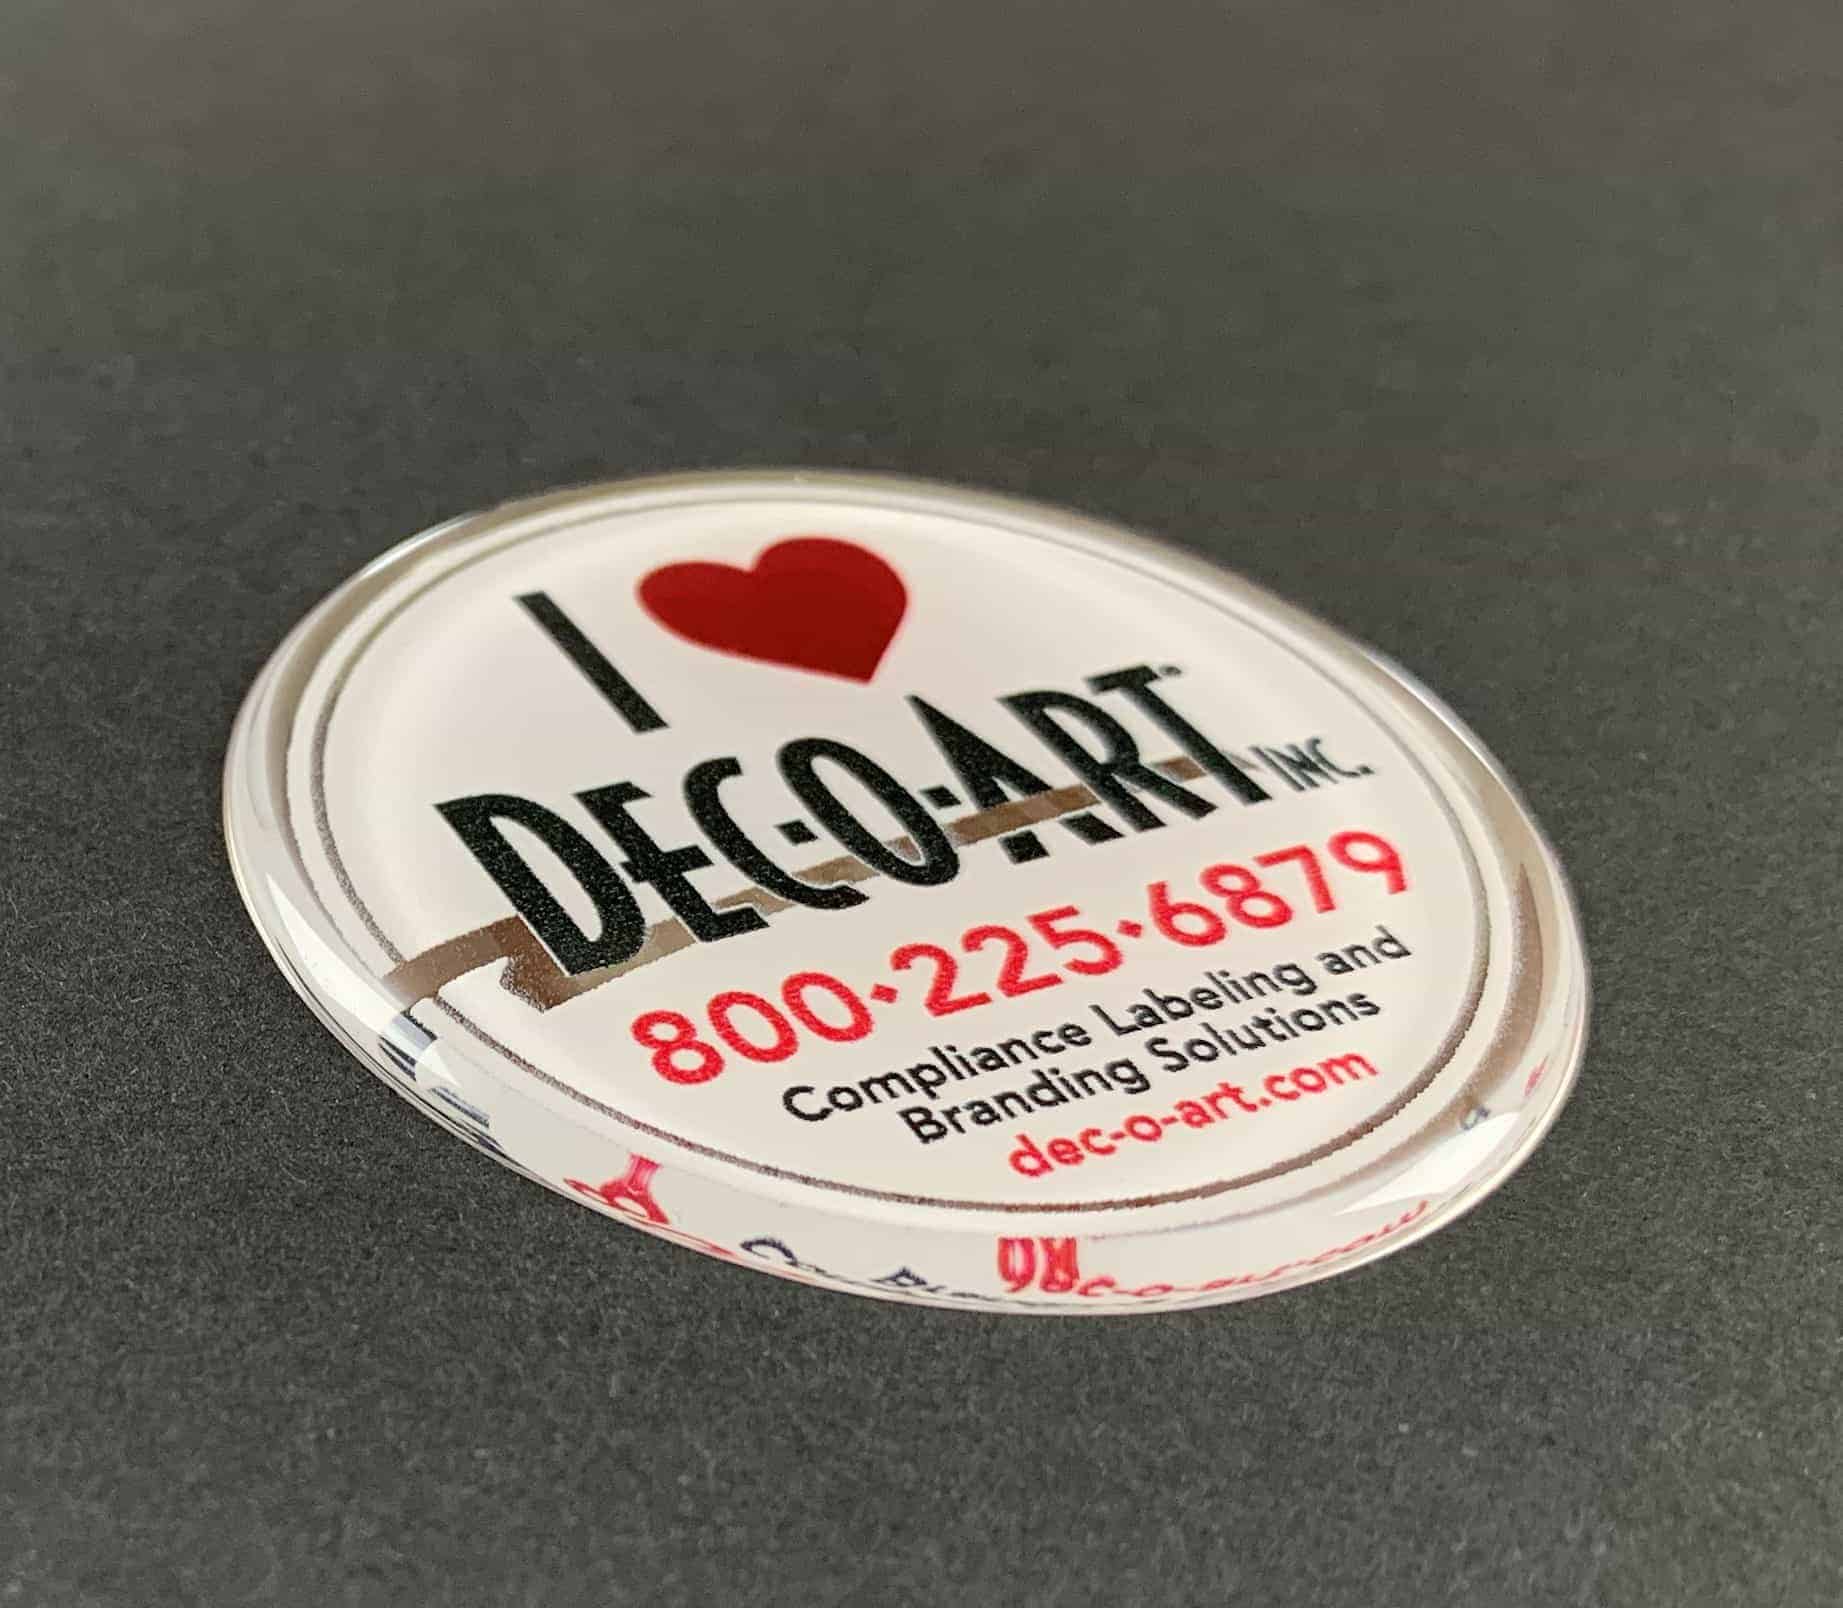 I
DEC·O·ART® INC.
800·225·6879
Compliance Labeling and
Branding Solutions
dec-o-art.com